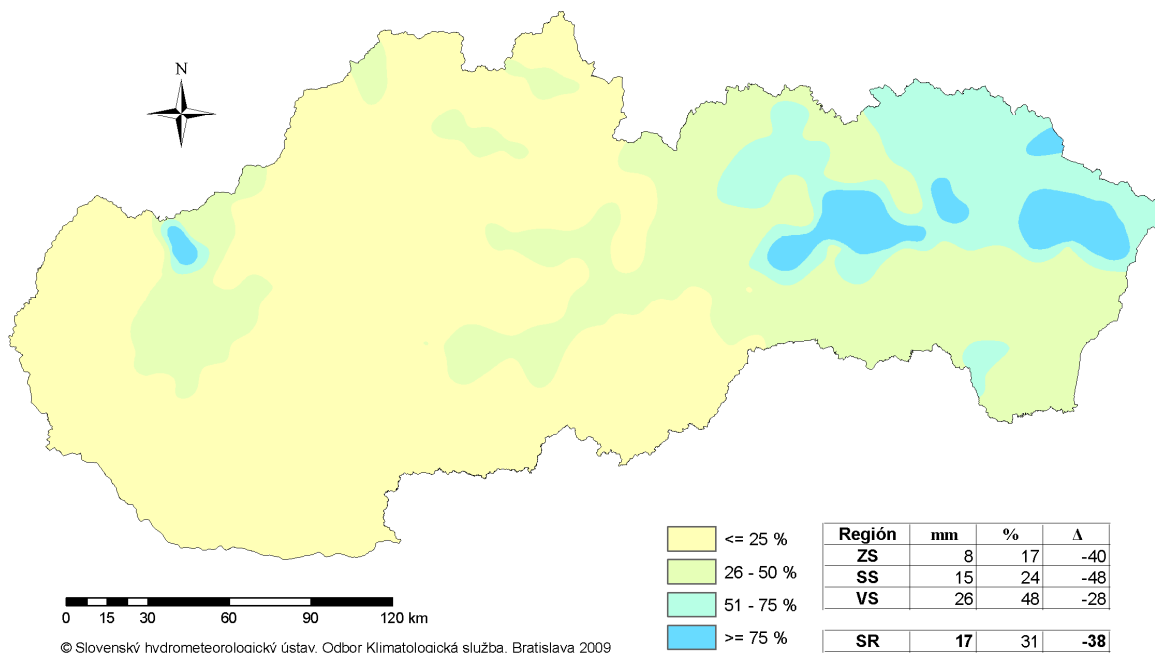 N
<= 25 %
26 - 50 %
51 - 75 %
>= 75 %
Región mm % Δ
ZS 8 17 -40
SS 15 24 -48
VS 26 48 -28
SR 17 31 -38
0 15 30 60 90 120 km
© Slovenský hydrometeorologický ústav, Odbor Klimatologická služba, Bratislava 2009